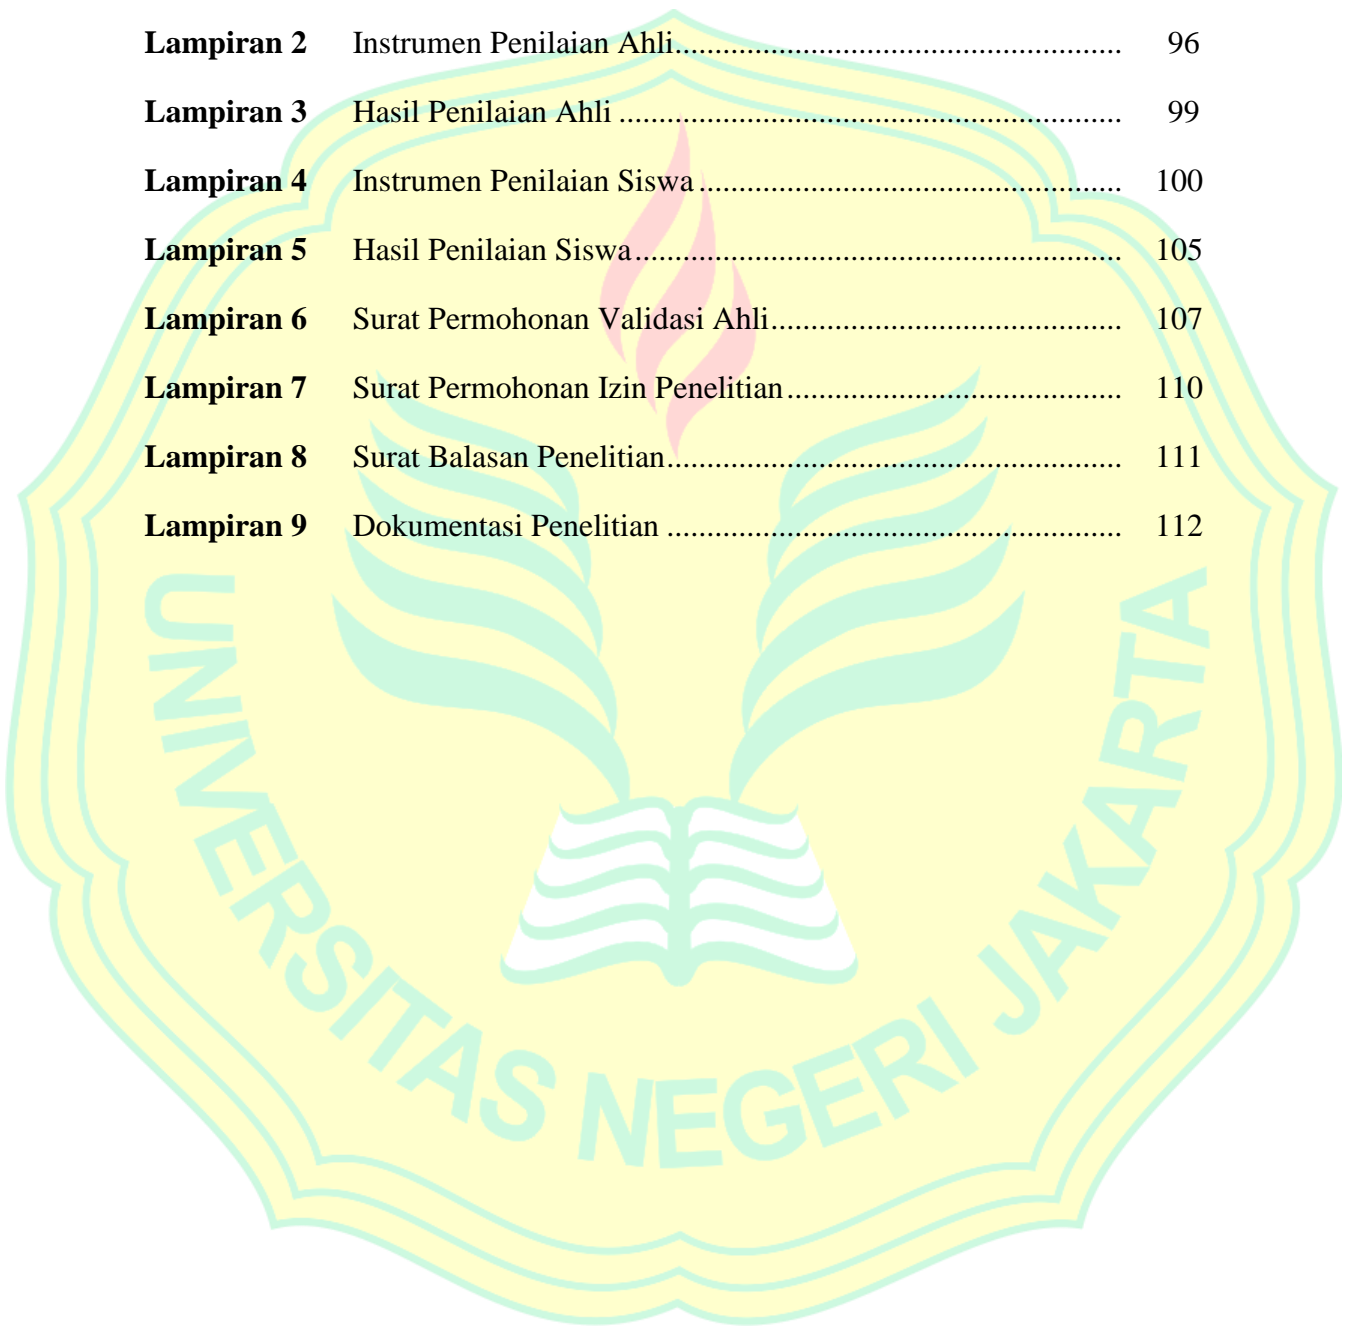 Lampiran 2 Instrumen Penilaian Ahli........................................................ 96
Lampiran 3 Hasil Penilaian Ahli ............................................................... 99
Lampiran 4 Instrumen Penilaian Siswa ..................................................... 100
Lampiran 5 Hasil Penilaian Siswa............................................................. 105
Lampiran 6 Surat Permohonan Validasi Ahli............................................ 107
Lampiran 7 Surat Permohonan Izin Penelitian .......................................... 110
Lampiran 8 Surat Balasan Penelitian......................................................... 111
Lampiran 9 Dokumentasi Penelitian ......................................................... 112
UNIVERSITAS NEGERI JAKARTA